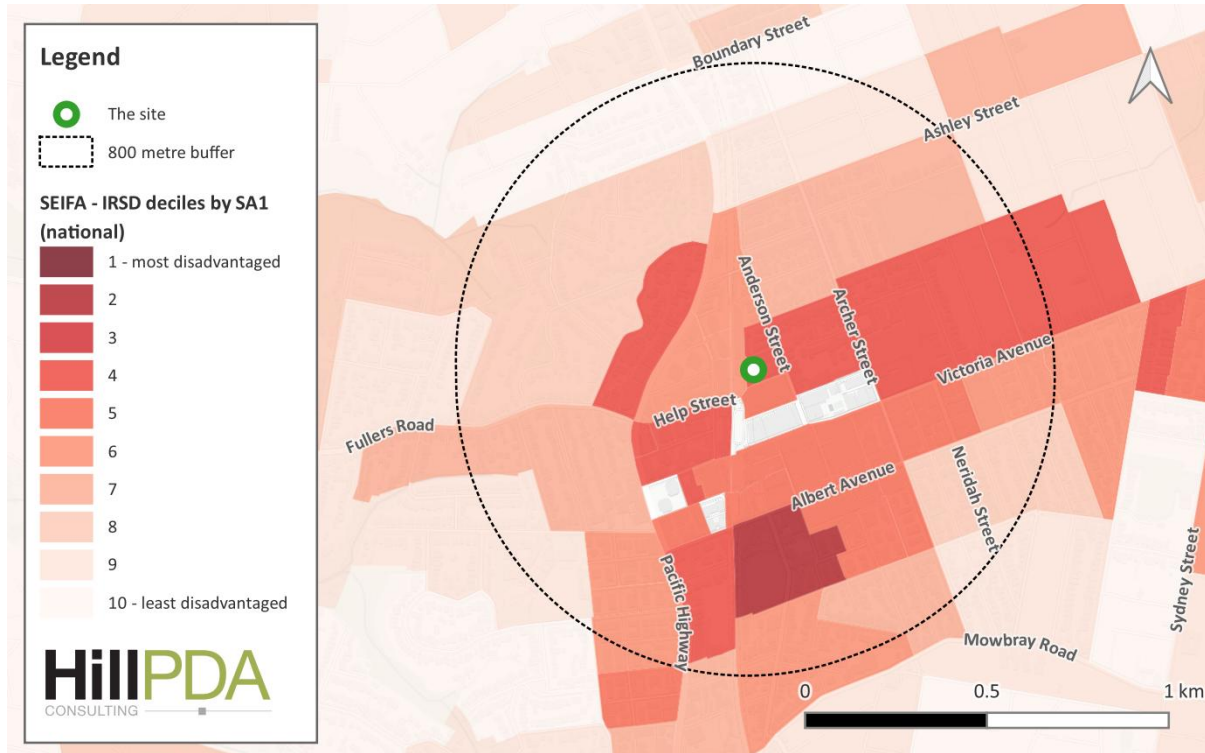 Legend
The site
800 metre buffer
SEIFA - IRSD deciles by SA1
(national)
1 - most disadvantaged
2
3
4
5
6
7
8
9
10 - least disadvantaged
HillPDA
CONSULTING
Boundary Street
Ashley Street
Anderson Street
Archer Street
Victoria Avenue
Help Street
Fullers Road
Albert Avenue
Neridah Street
Pacific Highway
Mowbray Road
Sydney Street
0
0.5
1 km